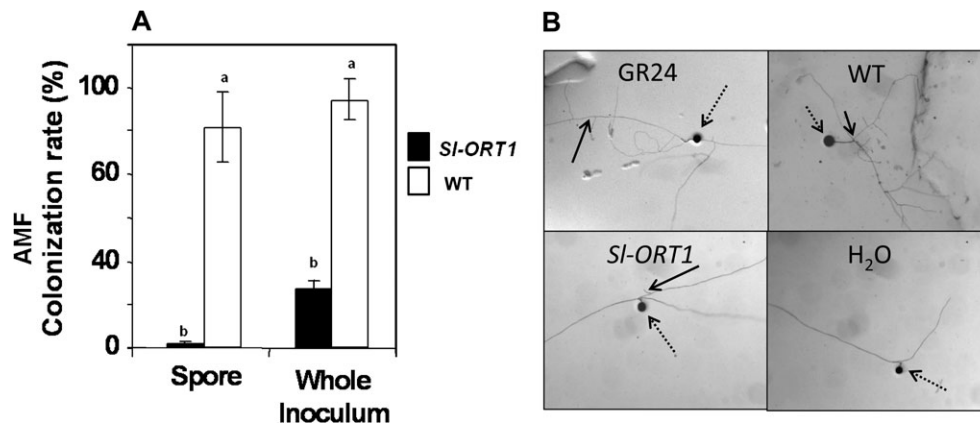 A
AMF
Colonization rate (%)
100
80
60
40
20
0
b
a
b
a
Spore
Whole
Inoculum
Sl-ORT1
WT
B
GR24
WT
Sl-ORT1
H₂O